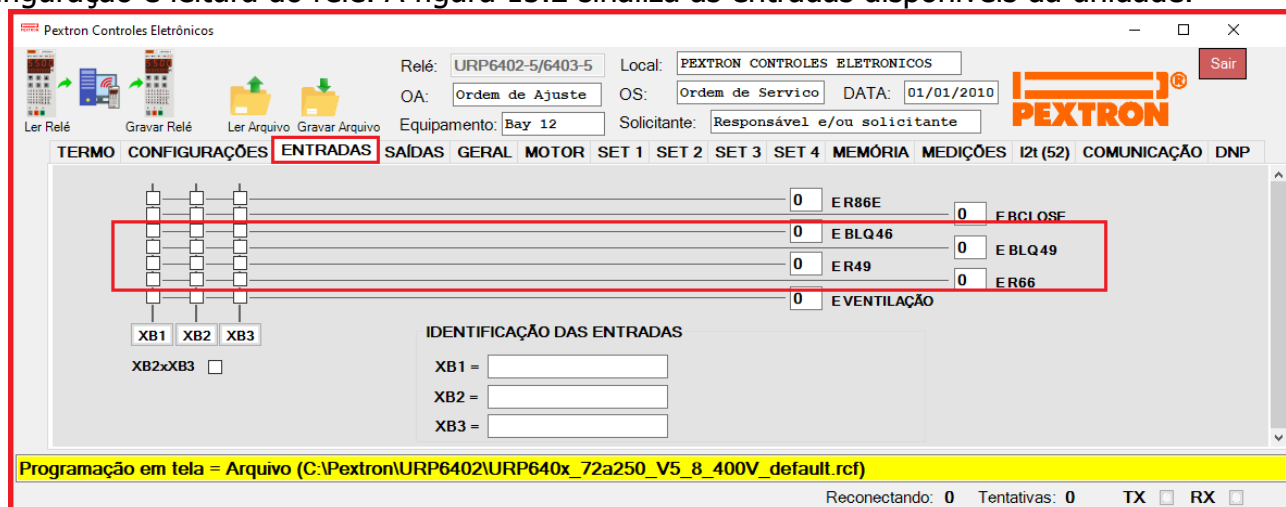 Pextron Controles Eletrônicos
Relé: URP6402-5/6403-5 Local: PEXTRON CONTROLES ELETRONICOS Sair
OA: Ordem de Ajuste OS: Ordem de Servico DATA: 01/01/2010
Ler Relé Gravar Relé Ler Arquivo Gravar Arquivo Equipamento: Bay 12 Solicitante: Responsável e/ou solicitante PEXTRON®
TERMO CONFIGURAÇÕES ENTRADAS SAÍDAS GERAL MOTOR SET 1 SET 2 SET 3 SET 4 MEMÓRIA MEDIÇÕES I2t (52) COMUNICAÇÃO DNP
0 E R86E
0 E BCLOSE
0 E BLQ46
0 E BLQ49
0 E R49
0 E R66
0 E VENTILAÇÃO
XB1 XB2 XB3
XB2xXB3
IDENTIFICAÇÃO DAS ENTRADAS
XB1 =
XB2 =
XB3 =
Programação em tela = Arquivo (C:\Pextron\URP6402\URP640x_72a250_V5_8_400V_default.rcf)
Reconectando: 0 Tentativas: 0 TX RX